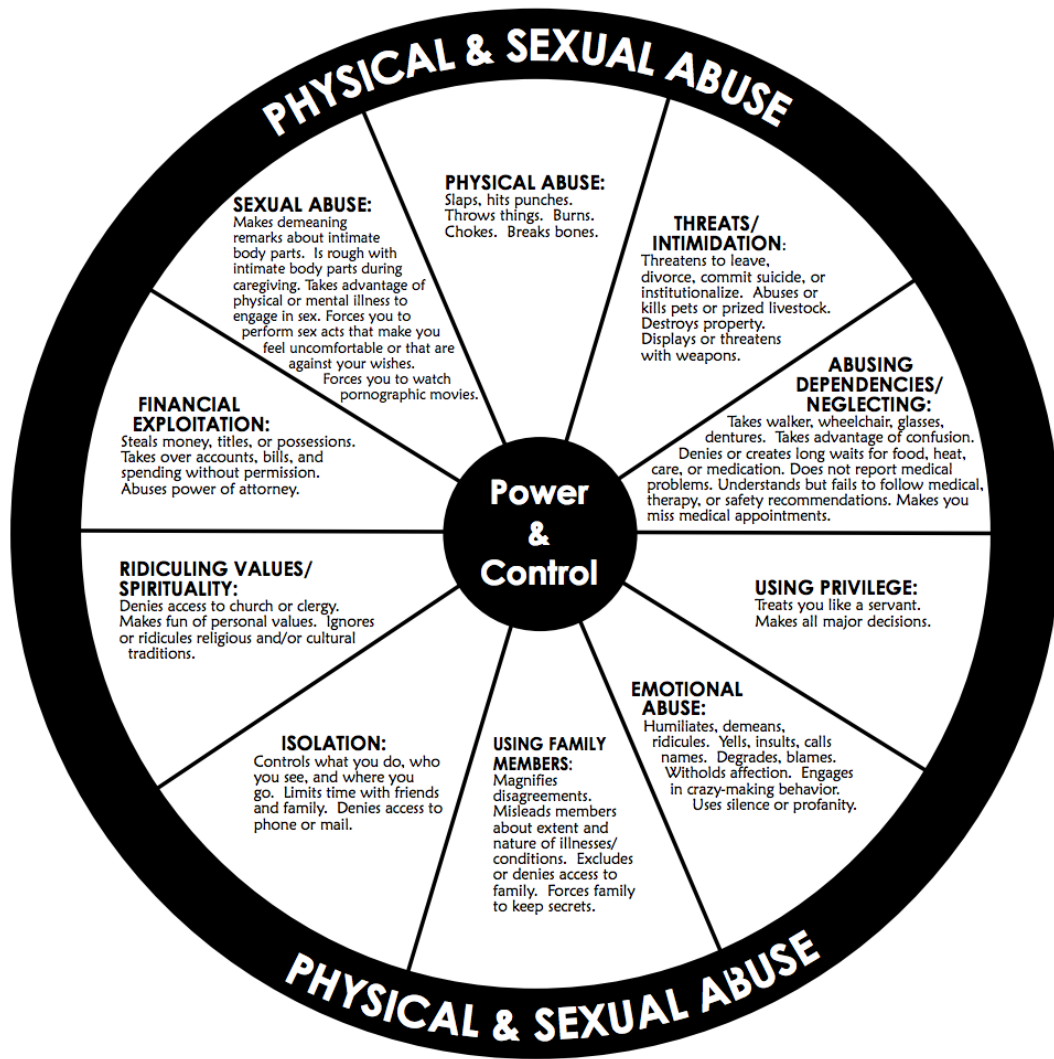 PHYSICAL & SEXUAL ABUSE
PHYSICAL ABUSE:
Slaps, hits punches.
Throws things.  Burns.
Chokes.  Breaks bones.
THREATS/
INTIMIDATION:
Threatens to leave,
divorce, commit suicide, or
institutionalize.  Abuses or
kills pets or prized livestock.
Destroys property.
Displays or threatens
with weapons.
ABUSING
DEPENDENCIES/
NEGLECTING:
Takes walker, wheelchair, glasses,
dentures.  Takes advantage of confusion.
Denies or creates long waits for food, heat,
care, or medication. Does not report medical
problems. Understands but fails to follow medical,
therapy, or safety recommendations. Makes you
miss medical appointments.
USING PRIVILEGE:
Treats you like a servant.
Makes all major decisions.
EMOTIONAL
ABUSE:
Humiliates, demeans,
ridicules.  Yells, insults, calls
names.  Degrades, blames.
Witholds affection.  Engages
in crazy-making behavior.
Uses silence or profanity.
USING FAMILY
MEMBERS:
Magnifies
disagreements.
Misleads members
about extent and
nature of illnesses/
conditions.  Excludes
or denies access to
family.  Forces family
to keep secrets.
ISOLATION:
Controls what you do, who
you see, and where you
go.  Limits time with friends
and family.  Denies access to
phone or mail.
RIDICULING VALUES/
SPIRITUALITY:
Denies access to church or clergy.
Makes fun of personal values.  Ignores
or ridicules religious and/or cultural
traditions.
FINANCIAL
EXPLOITATION:
Steals money, titles, or possessions.
Takes over accounts, bills, and
spending without permission.
Abuses power of attorney.
SEXUAL ABUSE:
Makes demeaning
remarks about intimate
body parts.  Is rough with
intimate body parts during
caregiving. Takes advantage of
physical or mental illness to
engage in sex. Forces you to
perform sex acts that make you
feel uncomfortable or that are
against your wishes.
Forces you to watch
pornographic movies.
Power
&
Control
PHYSICAL & SEXUAL ABUSE